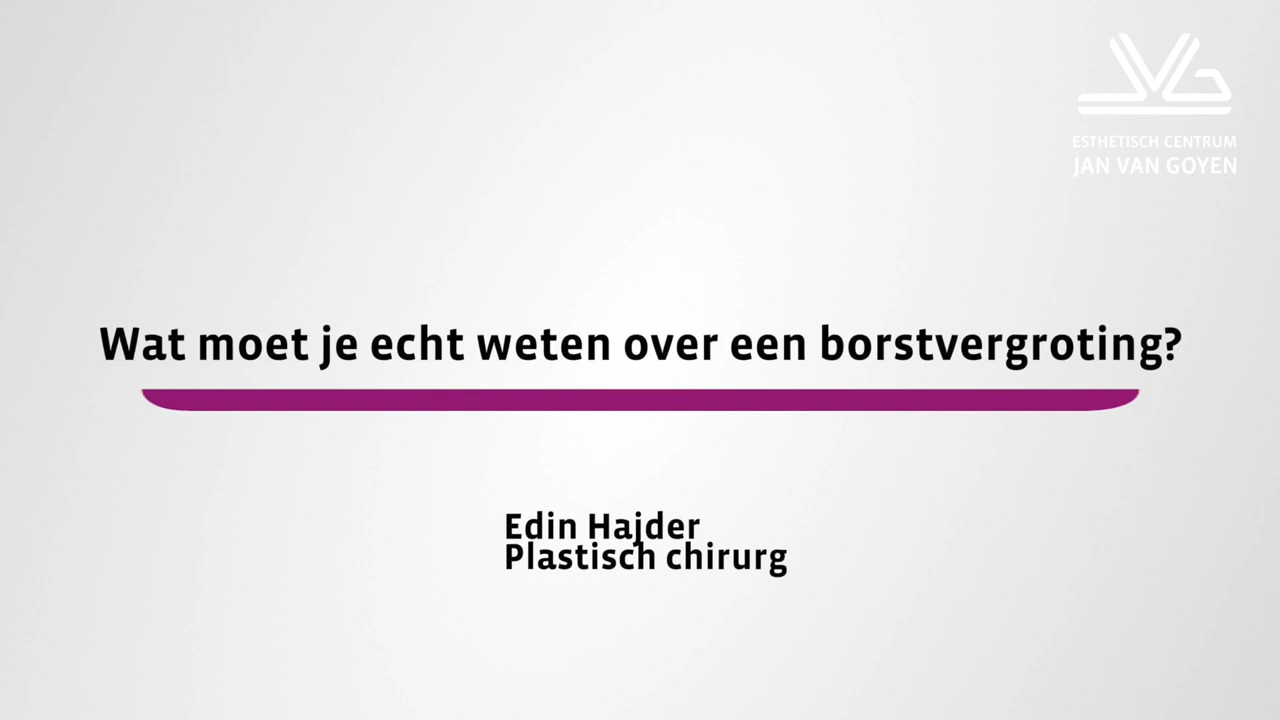 ESTHETISCH CENTRUM
JAN VAN GOYEN
Wat moet je echt weten over een borstvergroting?
Edin Hajder
Plastisch chirurg